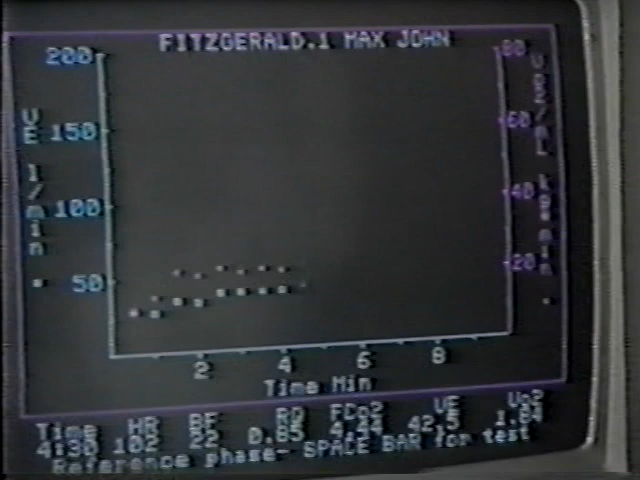 FITZGERALD.1 MAX JOHN
200
150
100
50
VE l/min
80
60
40
20
2 4 6 8
Time Min
Time HR BF RQ FCo2 VE Vo2
4:30 102 22 0.85 4.44 42.5 1.84
Reference phase- SPACE BAR for test